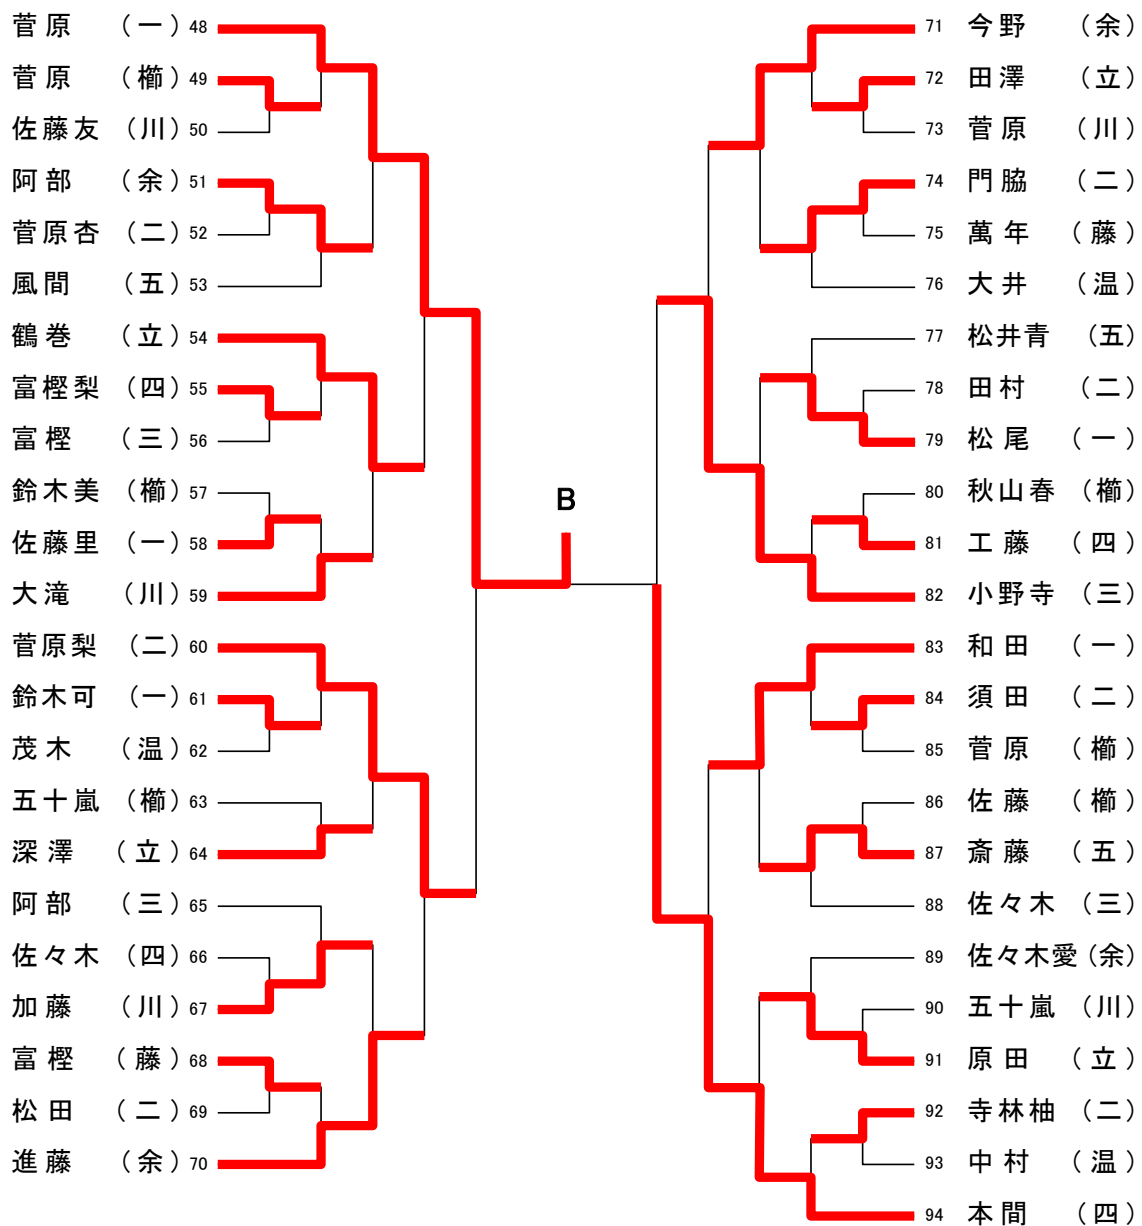 菅原 (一) 48
菅原 (櫛) 49
佐藤友 (川) 50
阿部 (余) 51
菅原杏 (二) 52
風間 (五) 53
鶴巻 (立) 54
富樫梨 (四) 55
富樫 (三) 56
鈴木美 (櫛) 57
佐藤里 (一) 58
大滝 (川) 59
菅原梨 (二) 60
鈴木可 (一) 61
茂木 (温) 62
五十嵐 (櫛) 63
深澤 (立) 64
阿部 (三) 65
佐々木 (四) 66
加藤 (川) 67
富樫 (藤) 68
松田 (二) 69
進藤 (余) 70
B
71 今野 (余)
72 田澤 (立)
73 菅原 (川)
74 門脇 (二)
75 萬年 (藤)
76 大井 (温)
77 松井青 (五)
78 田村 (二)
79 松尾 (一)
80 秋山春 (櫛)
81 工藤 (四)
82 小野寺 (三)
83 和田 (一)
84 須田 (二)
85 菅原 (櫛)
86 佐藤 (櫛)
87 斎藤 (五)
88 佐々木 (三)
89 佐々木愛 (余)
90 五十嵐 (川)
91 原田 (立)
92 寺林柚 (二)
93 中村 (温)
94 本間 (四)